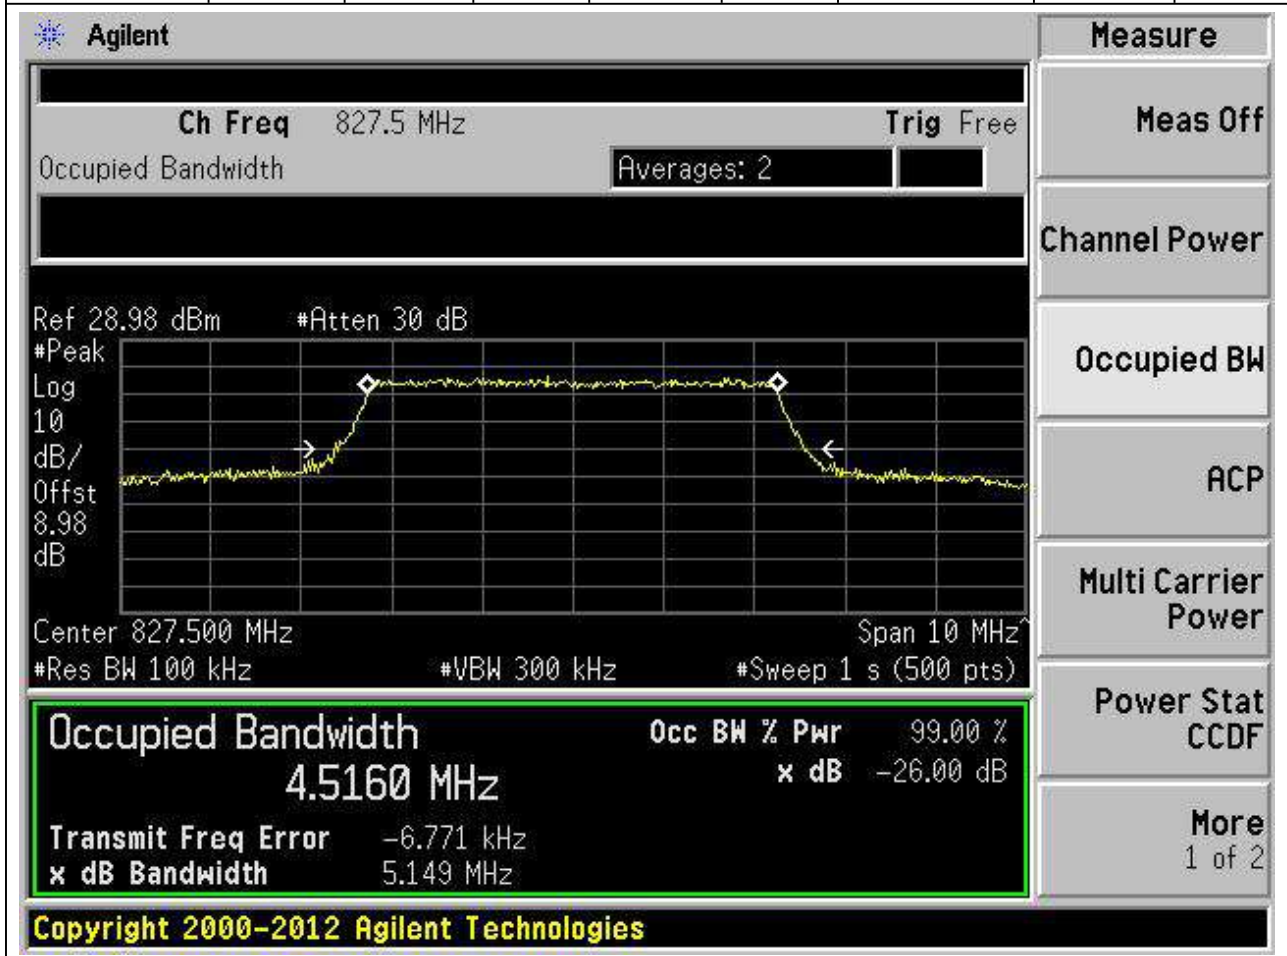 Agilent
Measure
Ch Freq 827.5 MHz Trig Free
Meas Off
Occupied Bandwidth Averages: 2
Channel Power
Ref 28.98 dBm #Atten 30 dB
#Peak
Log
10
dB/
Offst
8.98
dB
Occupied BW
ACP
Center 827.500 MHz Span 10 MHz^
#Res BW 100 kHz #VBW 300 kHz #Sweep 1 s (500 pts)
Multi Carrier
Power
Occupied Bandwidth Occ BW % Pwr 99.00 %
4.5160 MHz x dB -26.00 dB
Transmit Freq Error -6.771 kHz
x dB Bandwidth 5.149 MHz
Power Stat
CCDF
More
1 of 2
Copyright 2000-2012 Agilent Technologies